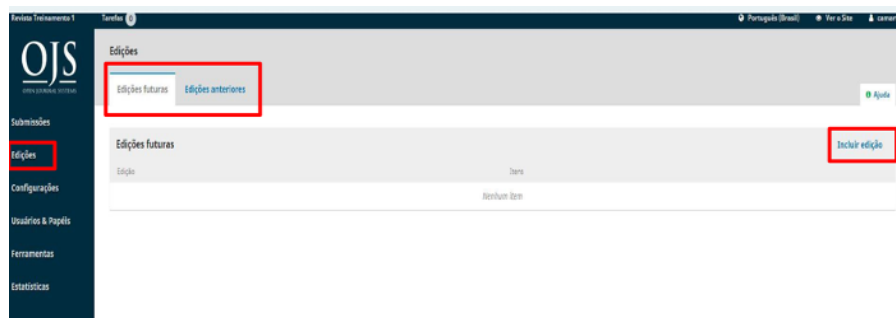 Revista Treinamento 1
Tarefas 0
Português (Brasil)
Ver o Site
OJS
OPEN JOURNAL SYSTEMS
Submissões
Edições
Configurações
Usuários & Papéis
Ferramentas
Estatísticas
Edições
Edições futuras
Edições anteriores
Ajuda
Edições futuras
Incluir edição
Edição
Itens
Nenhum item